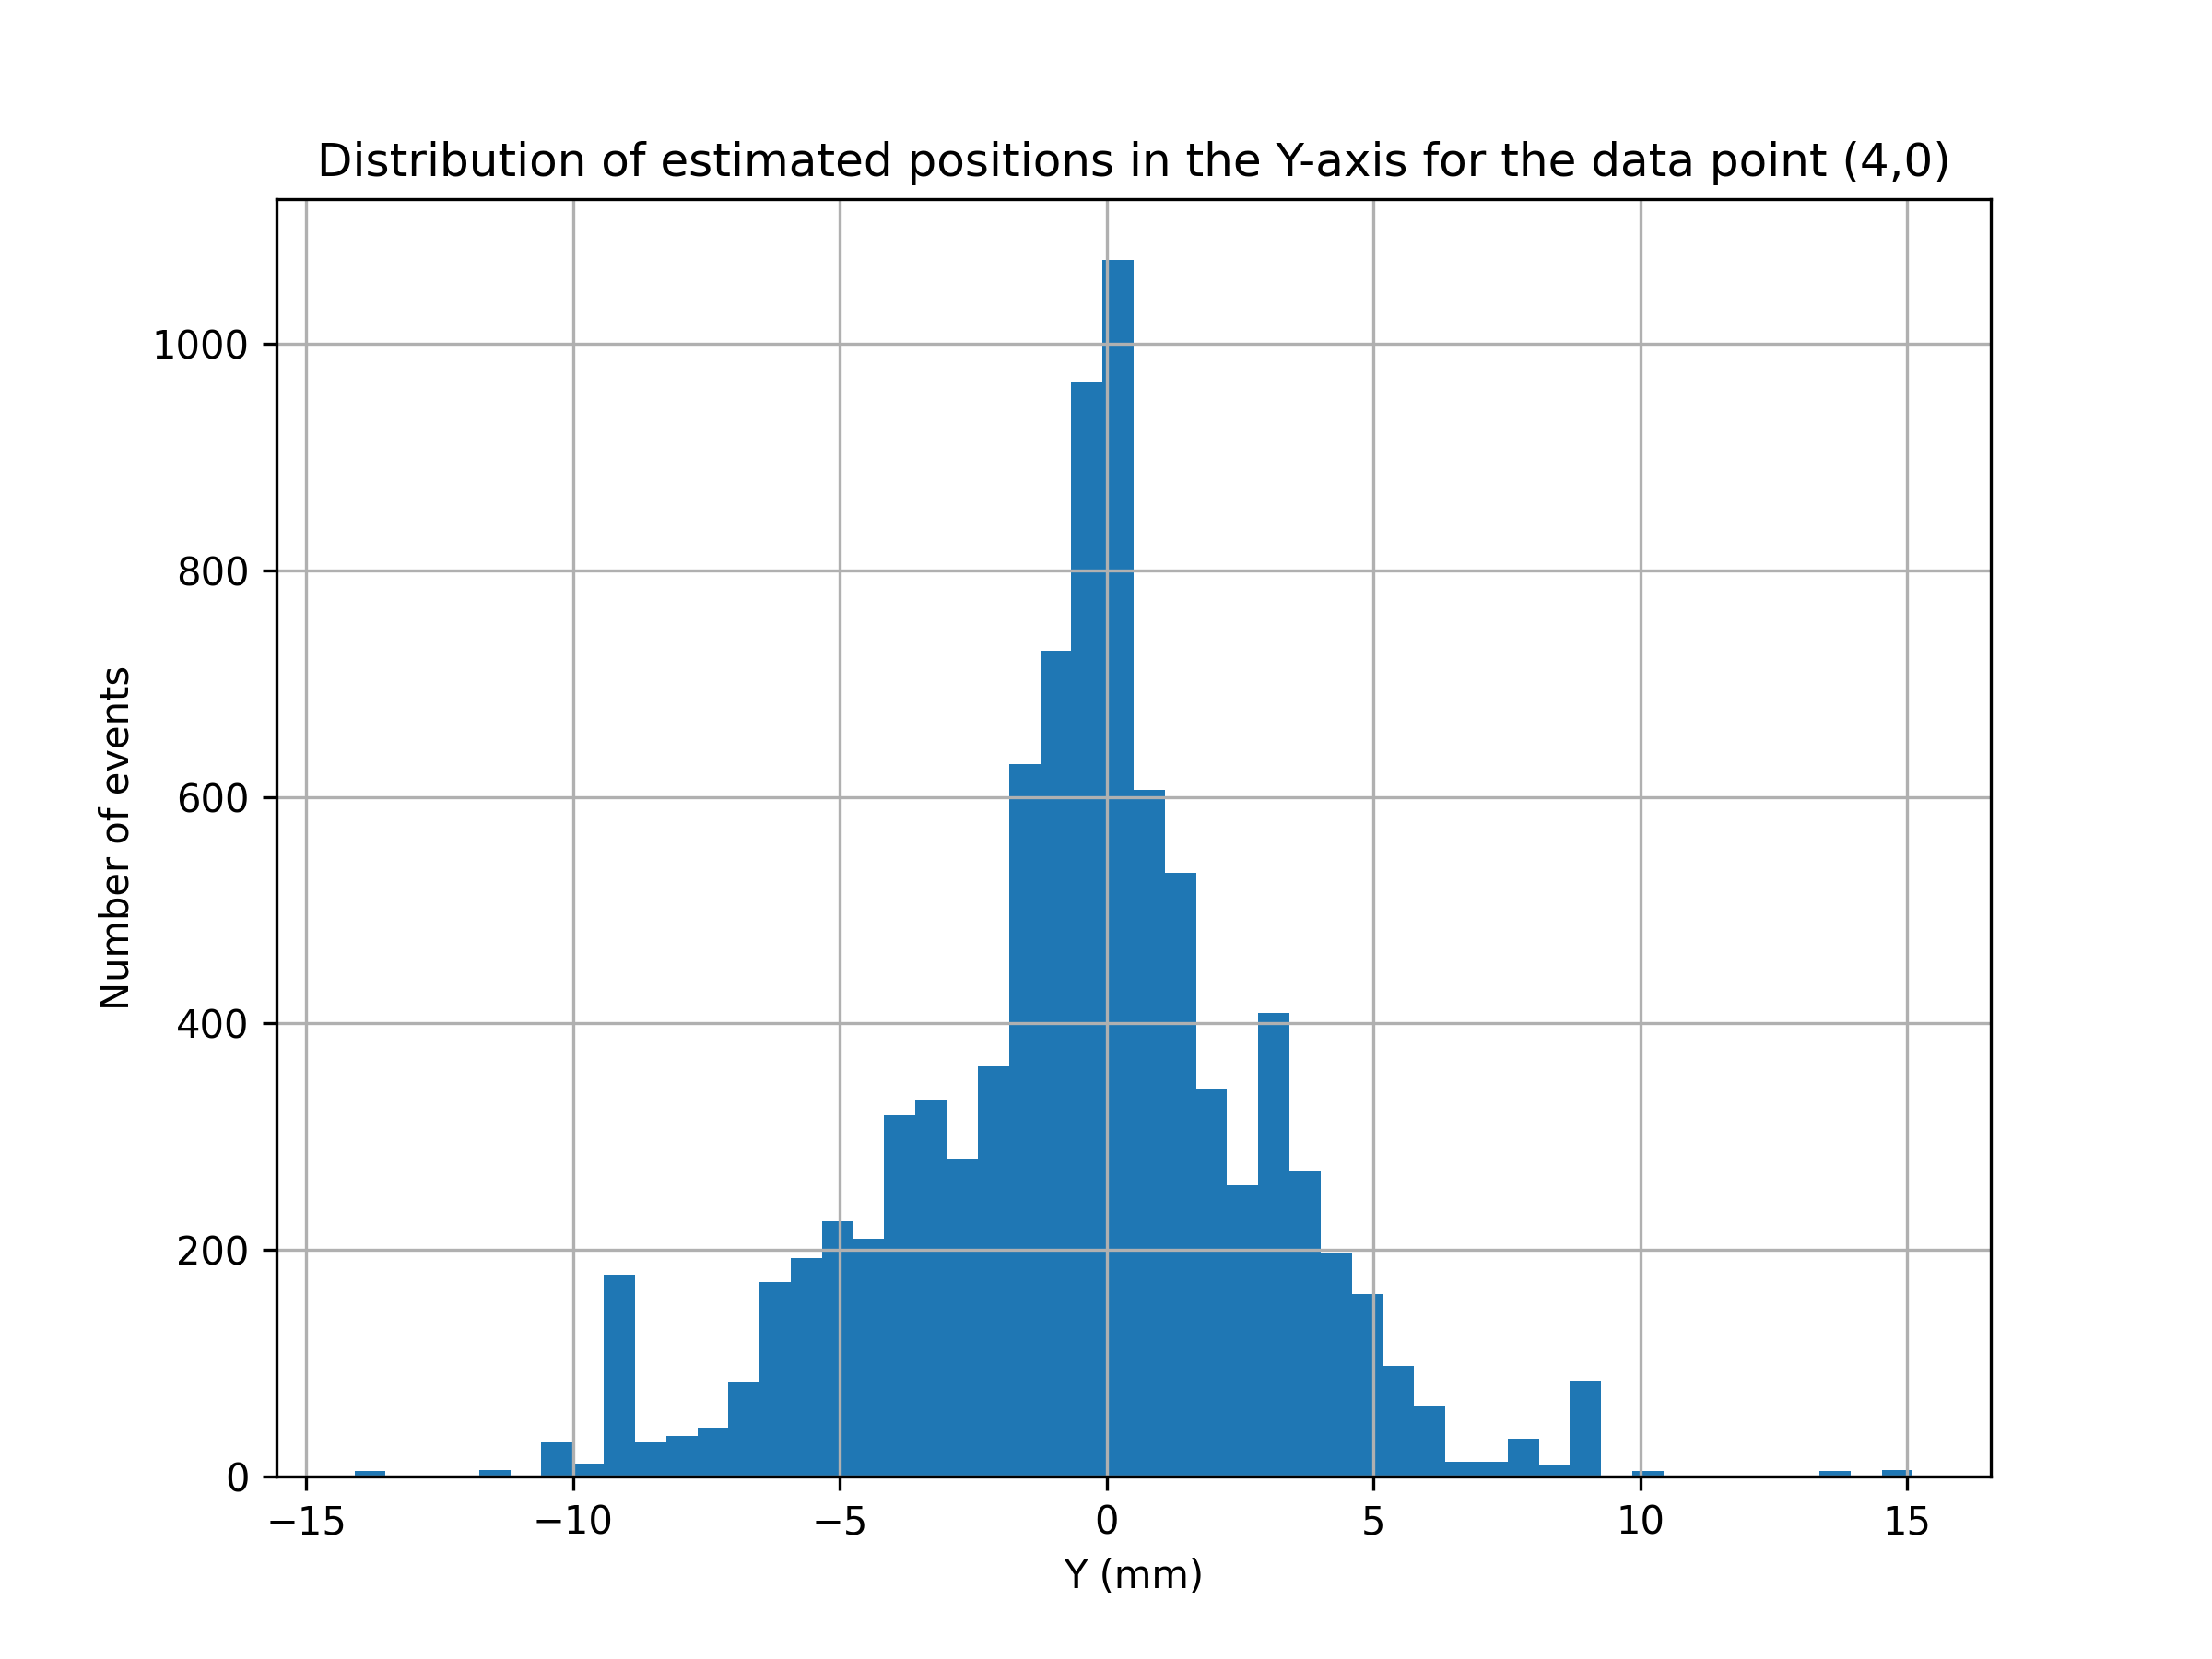 Distribution of estimated positions in the Y-axis for the data point (4,0)
1000
800
600
400
200
0
Number of events
−15 −10 −5 0 5 10 15
Y (mm)